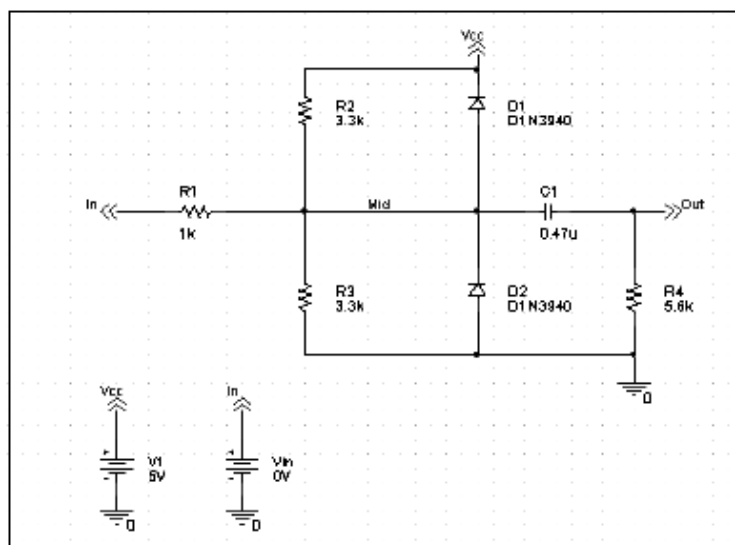 Vcc
R2
3.3k
D1
D1N3940
In
R1
1k
Mid
C1
0.47u
Out
R3
3.3k
D2
D1N3940
R4
5.6k
0
Vcc
In
V1
5V
Vin
0V
0
0